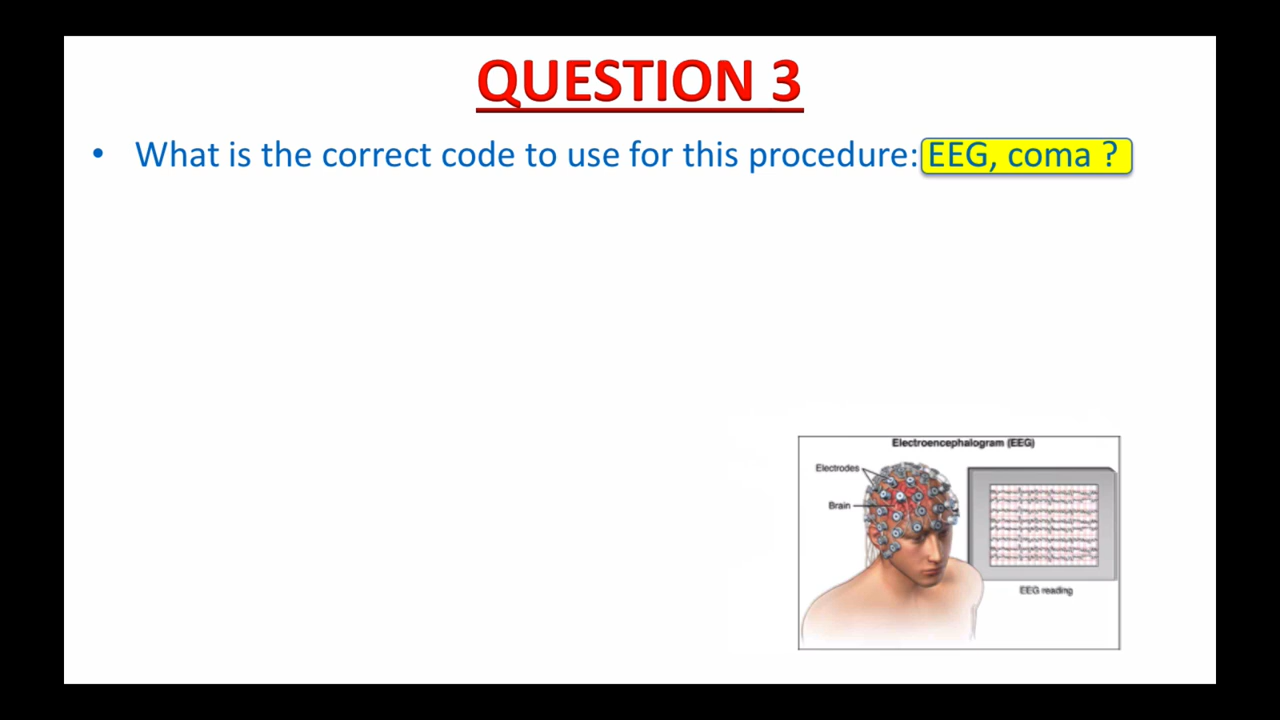 QUESTION 3
• What is the correct code to use for this procedure: EEG, coma ?
Electroencephalogram (EEG)
Electrodes
Brain
EEG reading